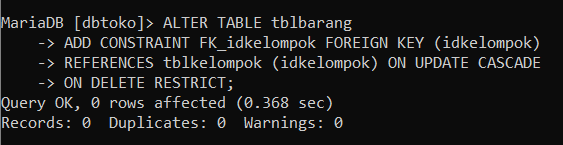 MariaDB [dbtoko]> ALTER TABLE tblbarang
    -> ADD CONSTRAINT FK_idkelompok FOREIGN KEY (idkelompok)
    -> REFERENCES tblkelompok (idkelompok) ON UPDATE CASCADE
    -> ON DELETE RESTRICT;
Query OK, 0 rows affected (0.368 sec)
Records: 0  Duplicates: 0  Warnings: 0